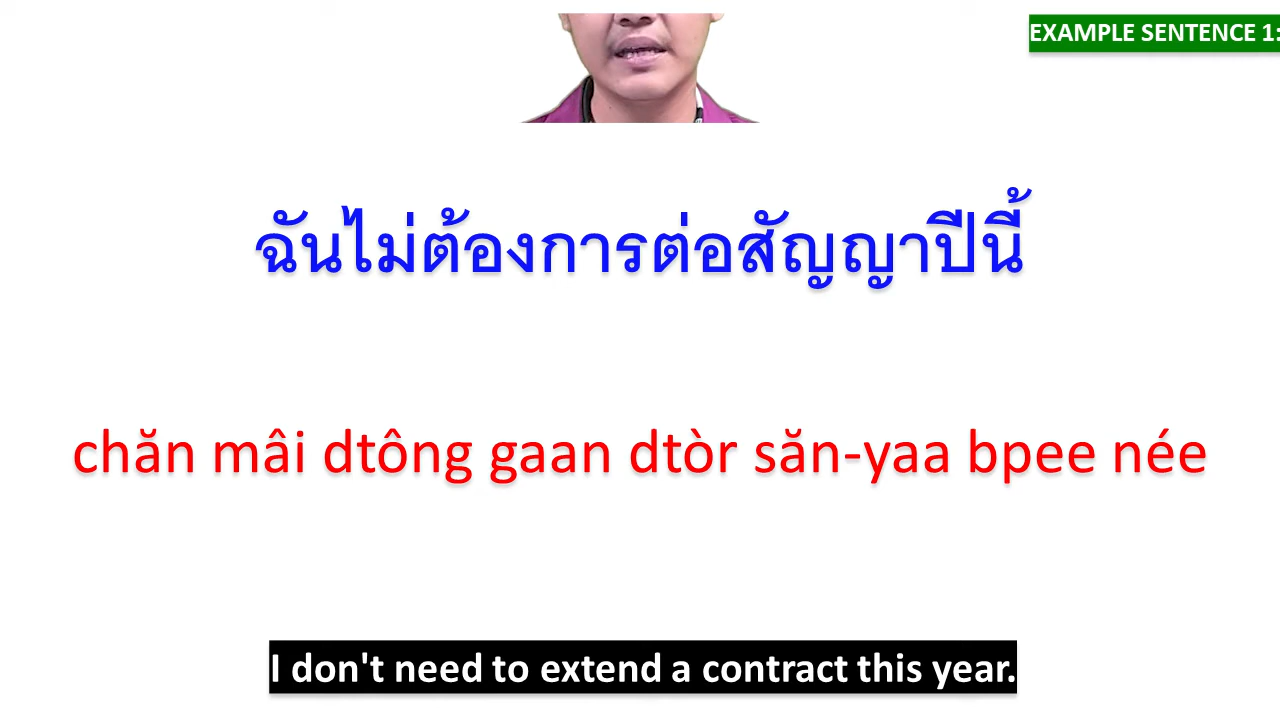 EXAMPLE SENTENCE 1:
ฉันไม่ต้องการต่อสัญญาปีนี้
chăn mâi dtông gaan dtòr săn-yaa bpee née
I don't need to extend a contract this year.